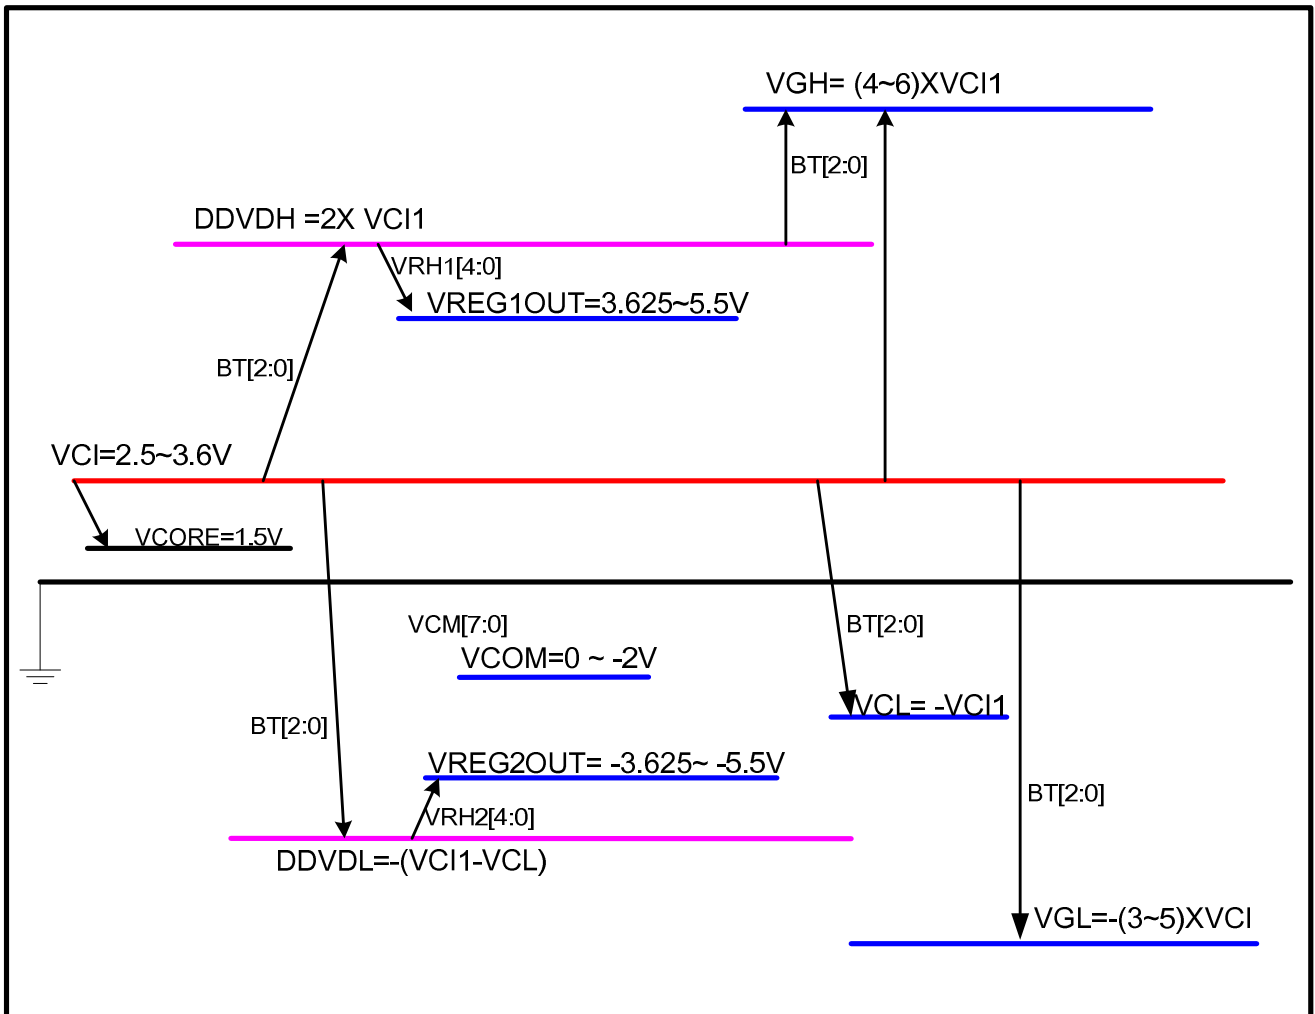 VGH= (4~6)XVCI1
BT[2:0]
DDVDH =2X VCI1
VRH1[4:0]
VREG1OUT=3.625~5.5V
BT[2:0]
VCI=2.5~3.6V
VCORE=1.5V
VCM[7:0]
BT[2:0]
VCOM=0 ~ -2V
VCL= -VCI1
BT[2:0]
VREG2OUT= -3.625~ -5.5V
BT[2:0]
VRH2[4:0]
DDVDL=-(VCI1-VCL)
VGL=-(3~5)XVCI